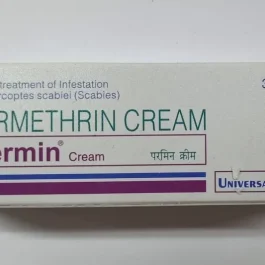 treatment of Infestation
rcoptes scabiei (Scabies)
RMETHRIN CREAM
ermin® Cream परमिन क्रीम
UNIVERSA